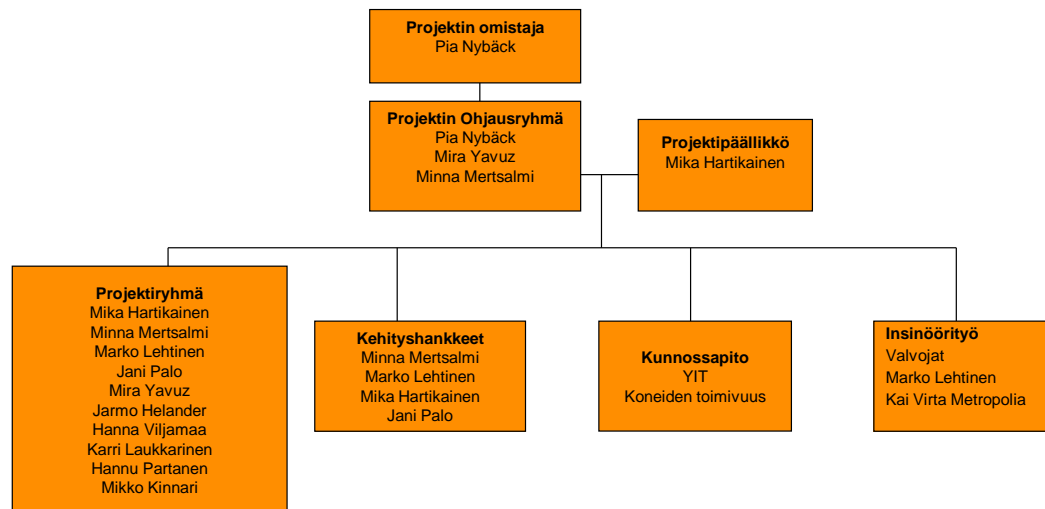 Projektin omistaja
Pia Nybäck
Projektin Ohjausryhmä
Pia Nybäck
Mira Yavuz
Minna Mertsalmi
Projektipäällikkö
Mika Hartikainen
Projektiryhmä
Mika Hartikainen
Minna Mertsalmi
Marko Lehtinen
Jani Palo
Mira Yavuz
Jarmo Helander
Hanna Viljamaa
Karri Laukkarinen
Hannu Partanen
Mikko Kinnari
Kehityshankkeet
Minna Mertsalmi
Marko Lehtinen
Mika Hartikainen
Jani Palo
Kunnossapito
YIT
Koneiden toimivuus
Insinöörityö
Valvojat
Marko Lehtinen
Kai Virta Metropolia